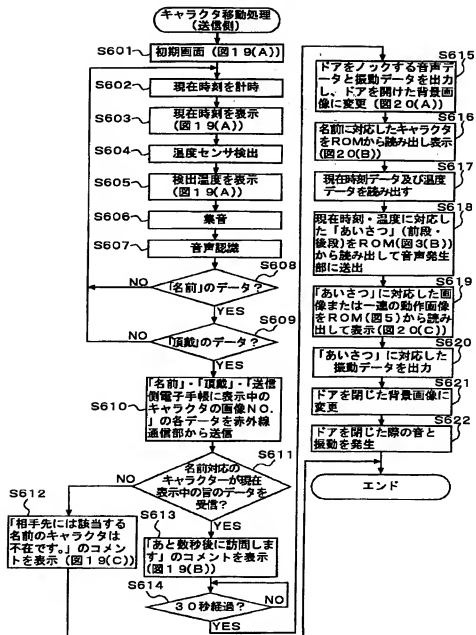 キャラクタ移動処理
(送信側)
S601
初期画面(図19(A))
S602
現在時刻を計時
S603
現在時刻を表示
(図19(A))
S604
温度センサ検出
S605
検出温度を表示
(図19(A))
S606
集音
S607
音声認識
S608
「名前」のデータ?
NO
YES
S609
「頂戴」のデータ?
NO
YES
S610
「名前」・「頂戴」・「送信
側電子手帳に表示中の
キャラクタの画像NO.
」の各データを赤外線
通信部から送信
S611
名前対応の
キャラクターが現在
表示中の旨のデータを
受信?
NO
YES
S612
「相手先には該当する
名前のキャラクタは
不在です。」のコメン
トを表示(図19(C))
S613
「あと数秒後に訪問しま
す」のコメントを表示
(図19(B))
S614
30秒経過?
NO
YES
S615
ドアをノックする音声デ
ータと振動データを出力
し、ドアを開けた背景画
像に変更(図20(A))
S616
名前に対応したキャラク
タをROMから読み出し表示
(図20(B))
S617
現在時刻データ及び温度
データを読み出す
S618
現在時刻・温度に対応し
た「あいさつ」(前段・
後段)をROM(図3(B))
から読み出して音声発生
部に送出
S619
「あいさつ」に対応した画
像または一連の動作画像
をROM(図5)から読み
出して表示(図20(C))
S620
「あいさつ」に対応した
振動データを出力
S621
ドアを閉じた背景画像に
変更
S622
ドアを閉じた際の音と
振動を発生
エンド